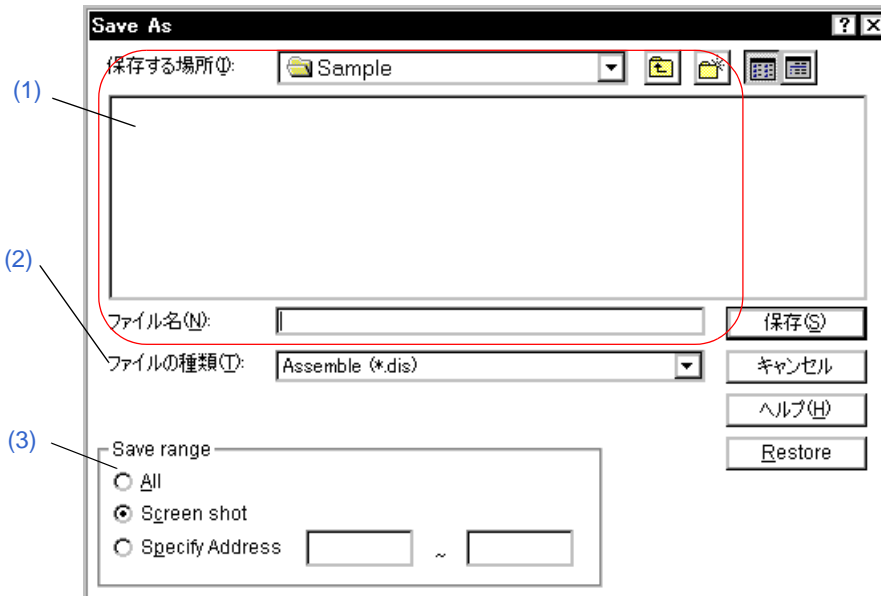 Save As
保存する場所(I):
Sample
(1)
(2)
ファイル名(N):
保存(S)
ファイルの種類(T):
Assemble (*.dis)
キャンセル
ヘルプ(H)
(3)
Save range
Restore
All
Screen shot
Specify Address
~